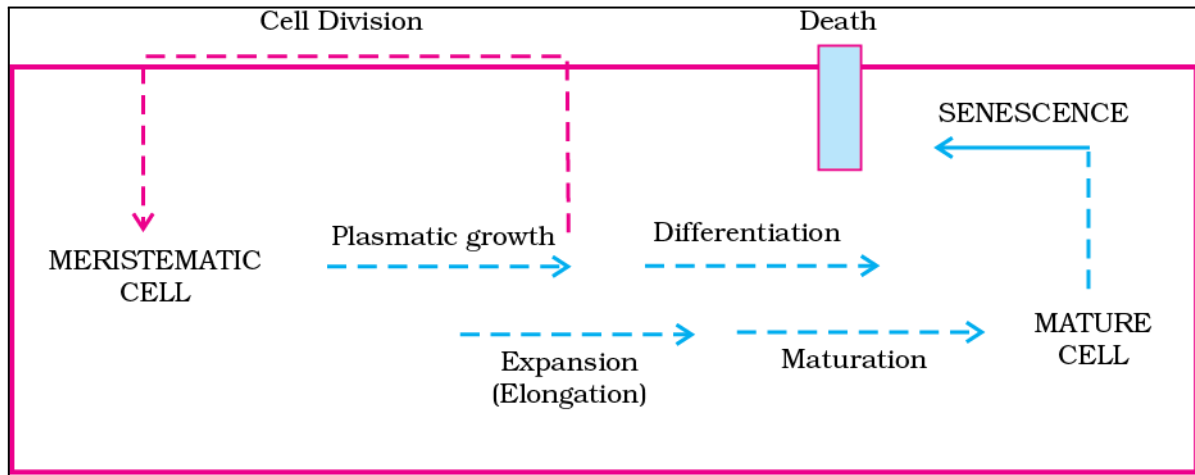 Cell Division
Death
SENESCENCE
Plasmatic growth
Differentiation
MERISTEMATIC
CELL
MATURE
CELL
Expansion
(Elongation)
Maturation